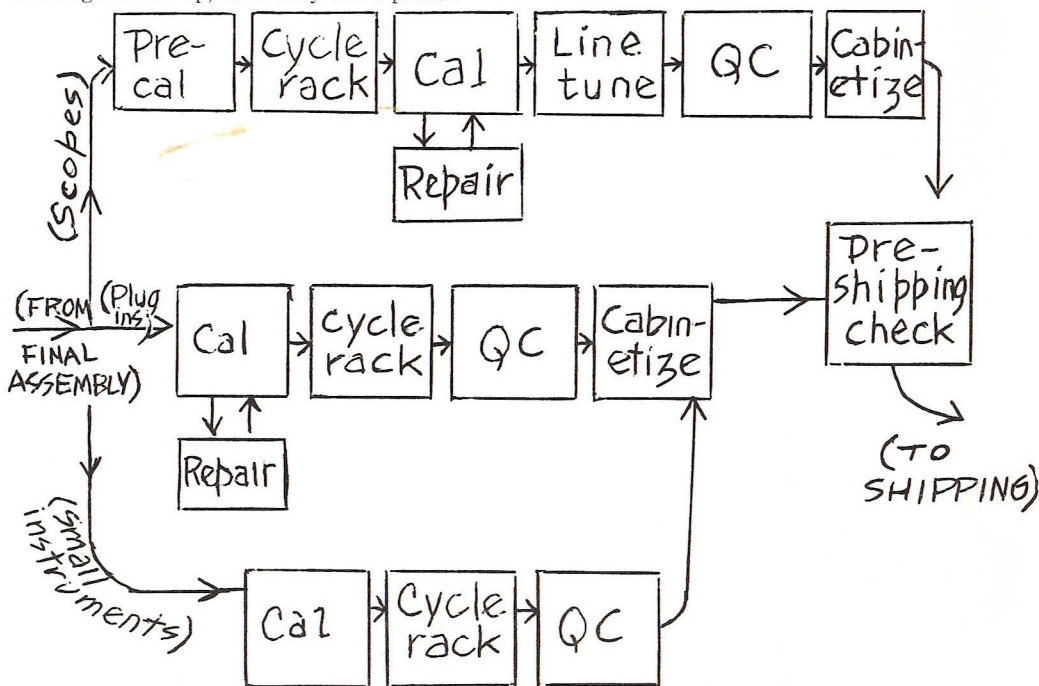 Pre-
cal
Cycle
rack
Cal
Line
tune
QC
Cabin-
etize
Repair
(Scopes)
Pre-
shipping
check
(FROM
FINAL
ASSEMBLY)
(Plug
ins)
Cal
Cycle
rack
QC
Cabin-
etize
Repair
(TO
SHIPPING)
(small
instruments)
Cal
Cycle
rack
QC